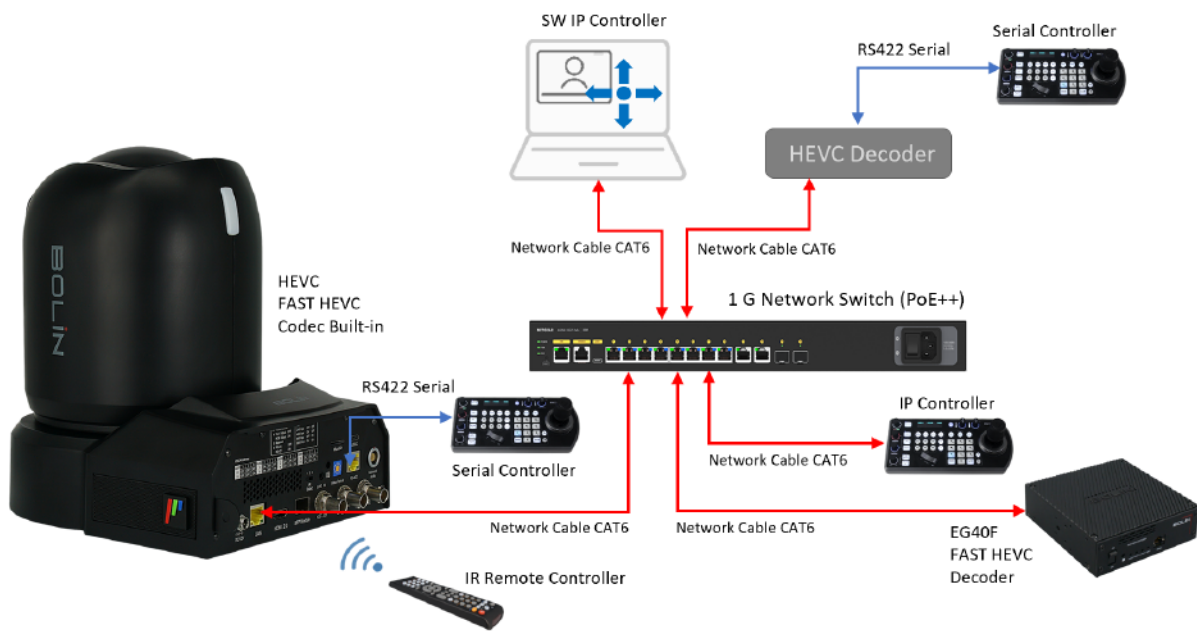 SW IP Controller
Serial Controller
RS422 Serial
HEVC Decoder
Network Cable CAT6
Network Cable CAT6
BOLIN
HEVC
FAST HEVC
Codec Built-in
1 G Network Switch (PoE++)
RS422 Serial
Serial Controller
IP Controller
Network Cable CAT6
Network Cable CAT6
Network Cable CAT6
EG40F
FAST HEVC
Decoder
IR Remote Controller